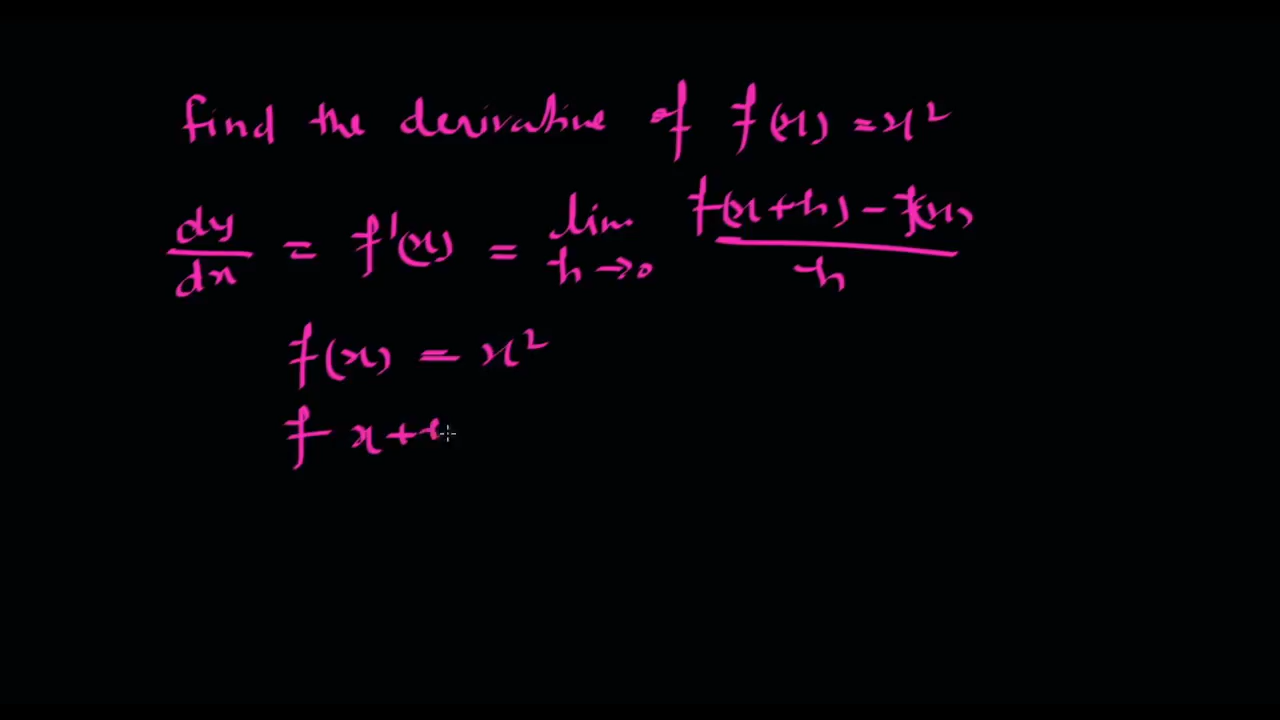 find the derivative of f(x) = x²
dy/dx = f'(x) = lim h→0 f(x+h) - f(x) / h
f(x) = x²
f x+